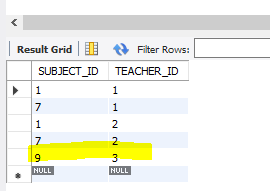 Result Grid Filter Rows:
SUBJECT_ID TEACHER_ID
1 1
7 1
1 2
7 2
9 3
NULL NULL